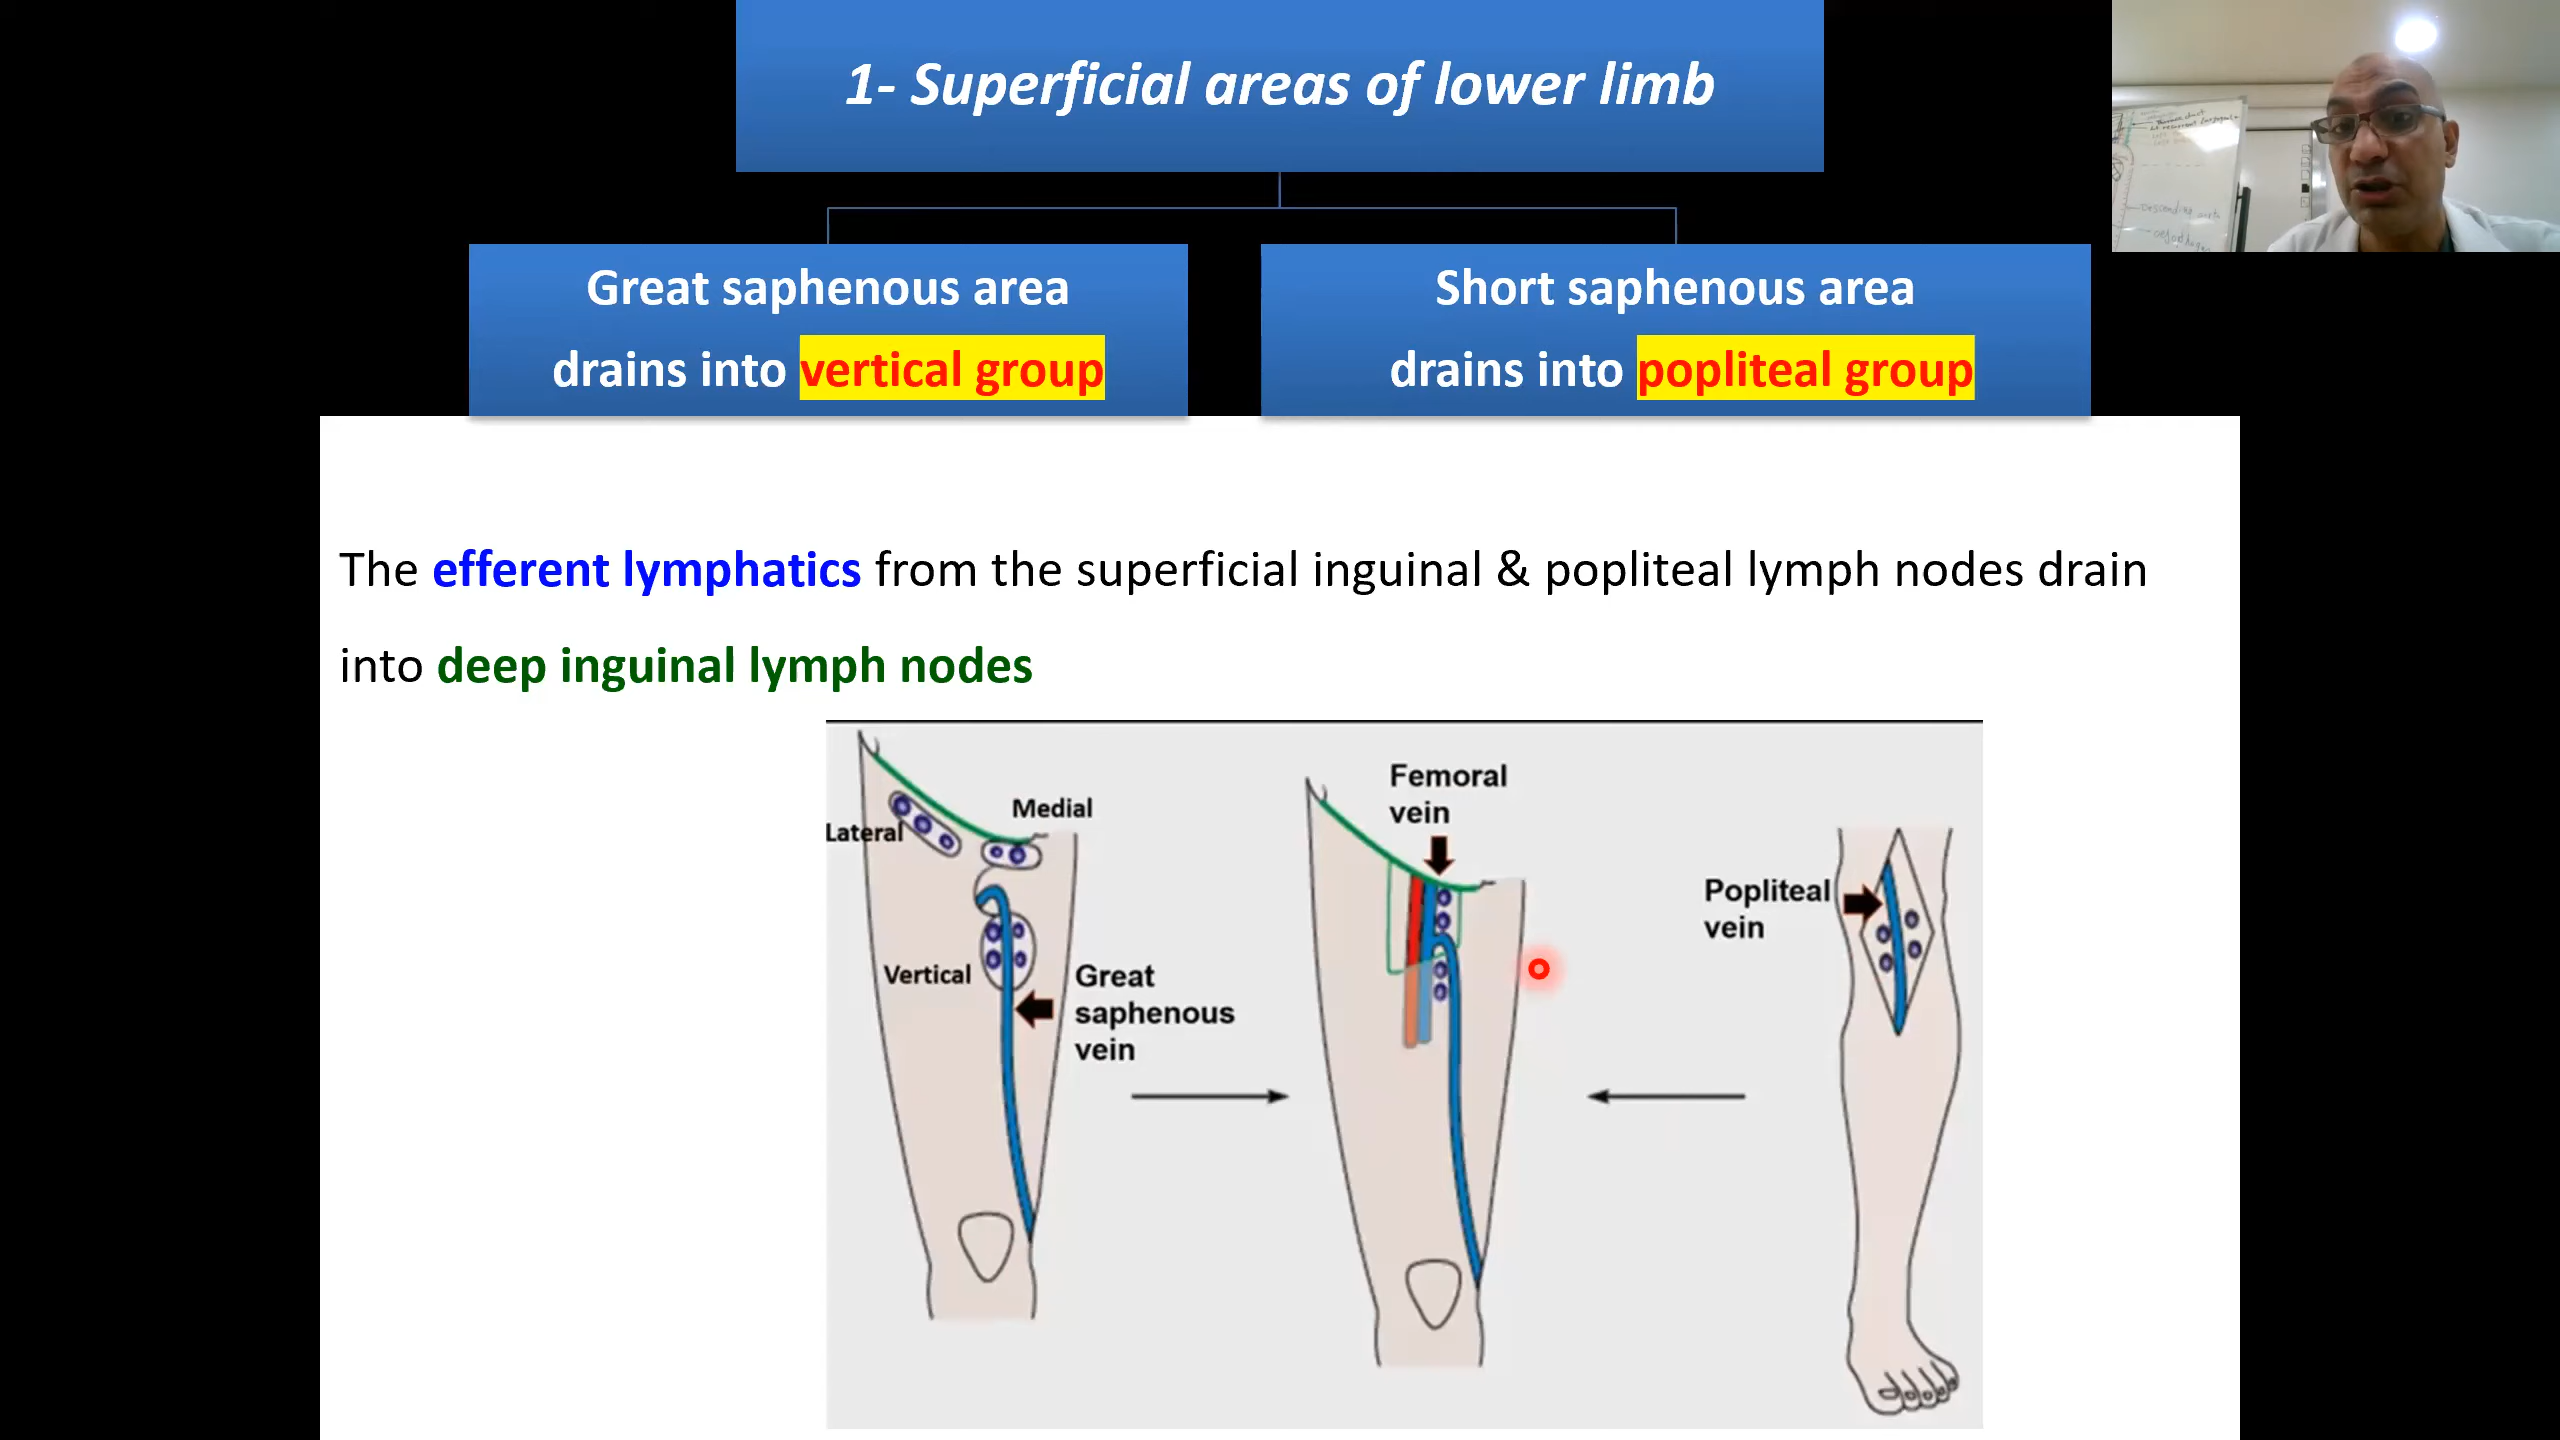 1- Superficial areas of lower limb
Great saphenous area
drains into vertical group
Short saphenous area
drains into popliteal group
The efferent lymphatics from the superficial inguinal & popliteal lymph nodes drain
into deep inguinal lymph nodes
Lateral
Medial
Vertical
Great
saphenous
vein
Femoral
vein
Popliteal
vein